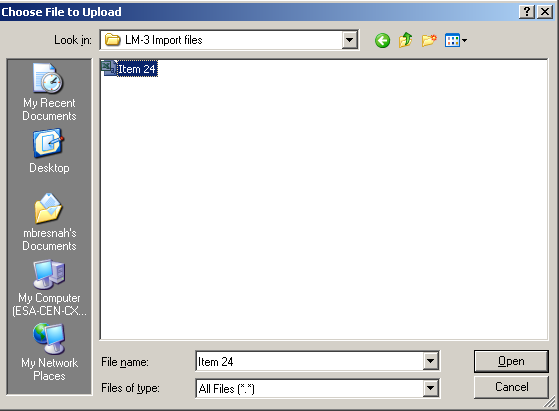 Choose File to Upload
Look in: LM-3 Import files
Item 24
My Recent
Documents
Desktop
mbresnah's
Documents
My Computer
(ESA-CEN-CX...
My Network
Places
File name: Item 24 Open
Files of type: All Files (*.*) Cancel